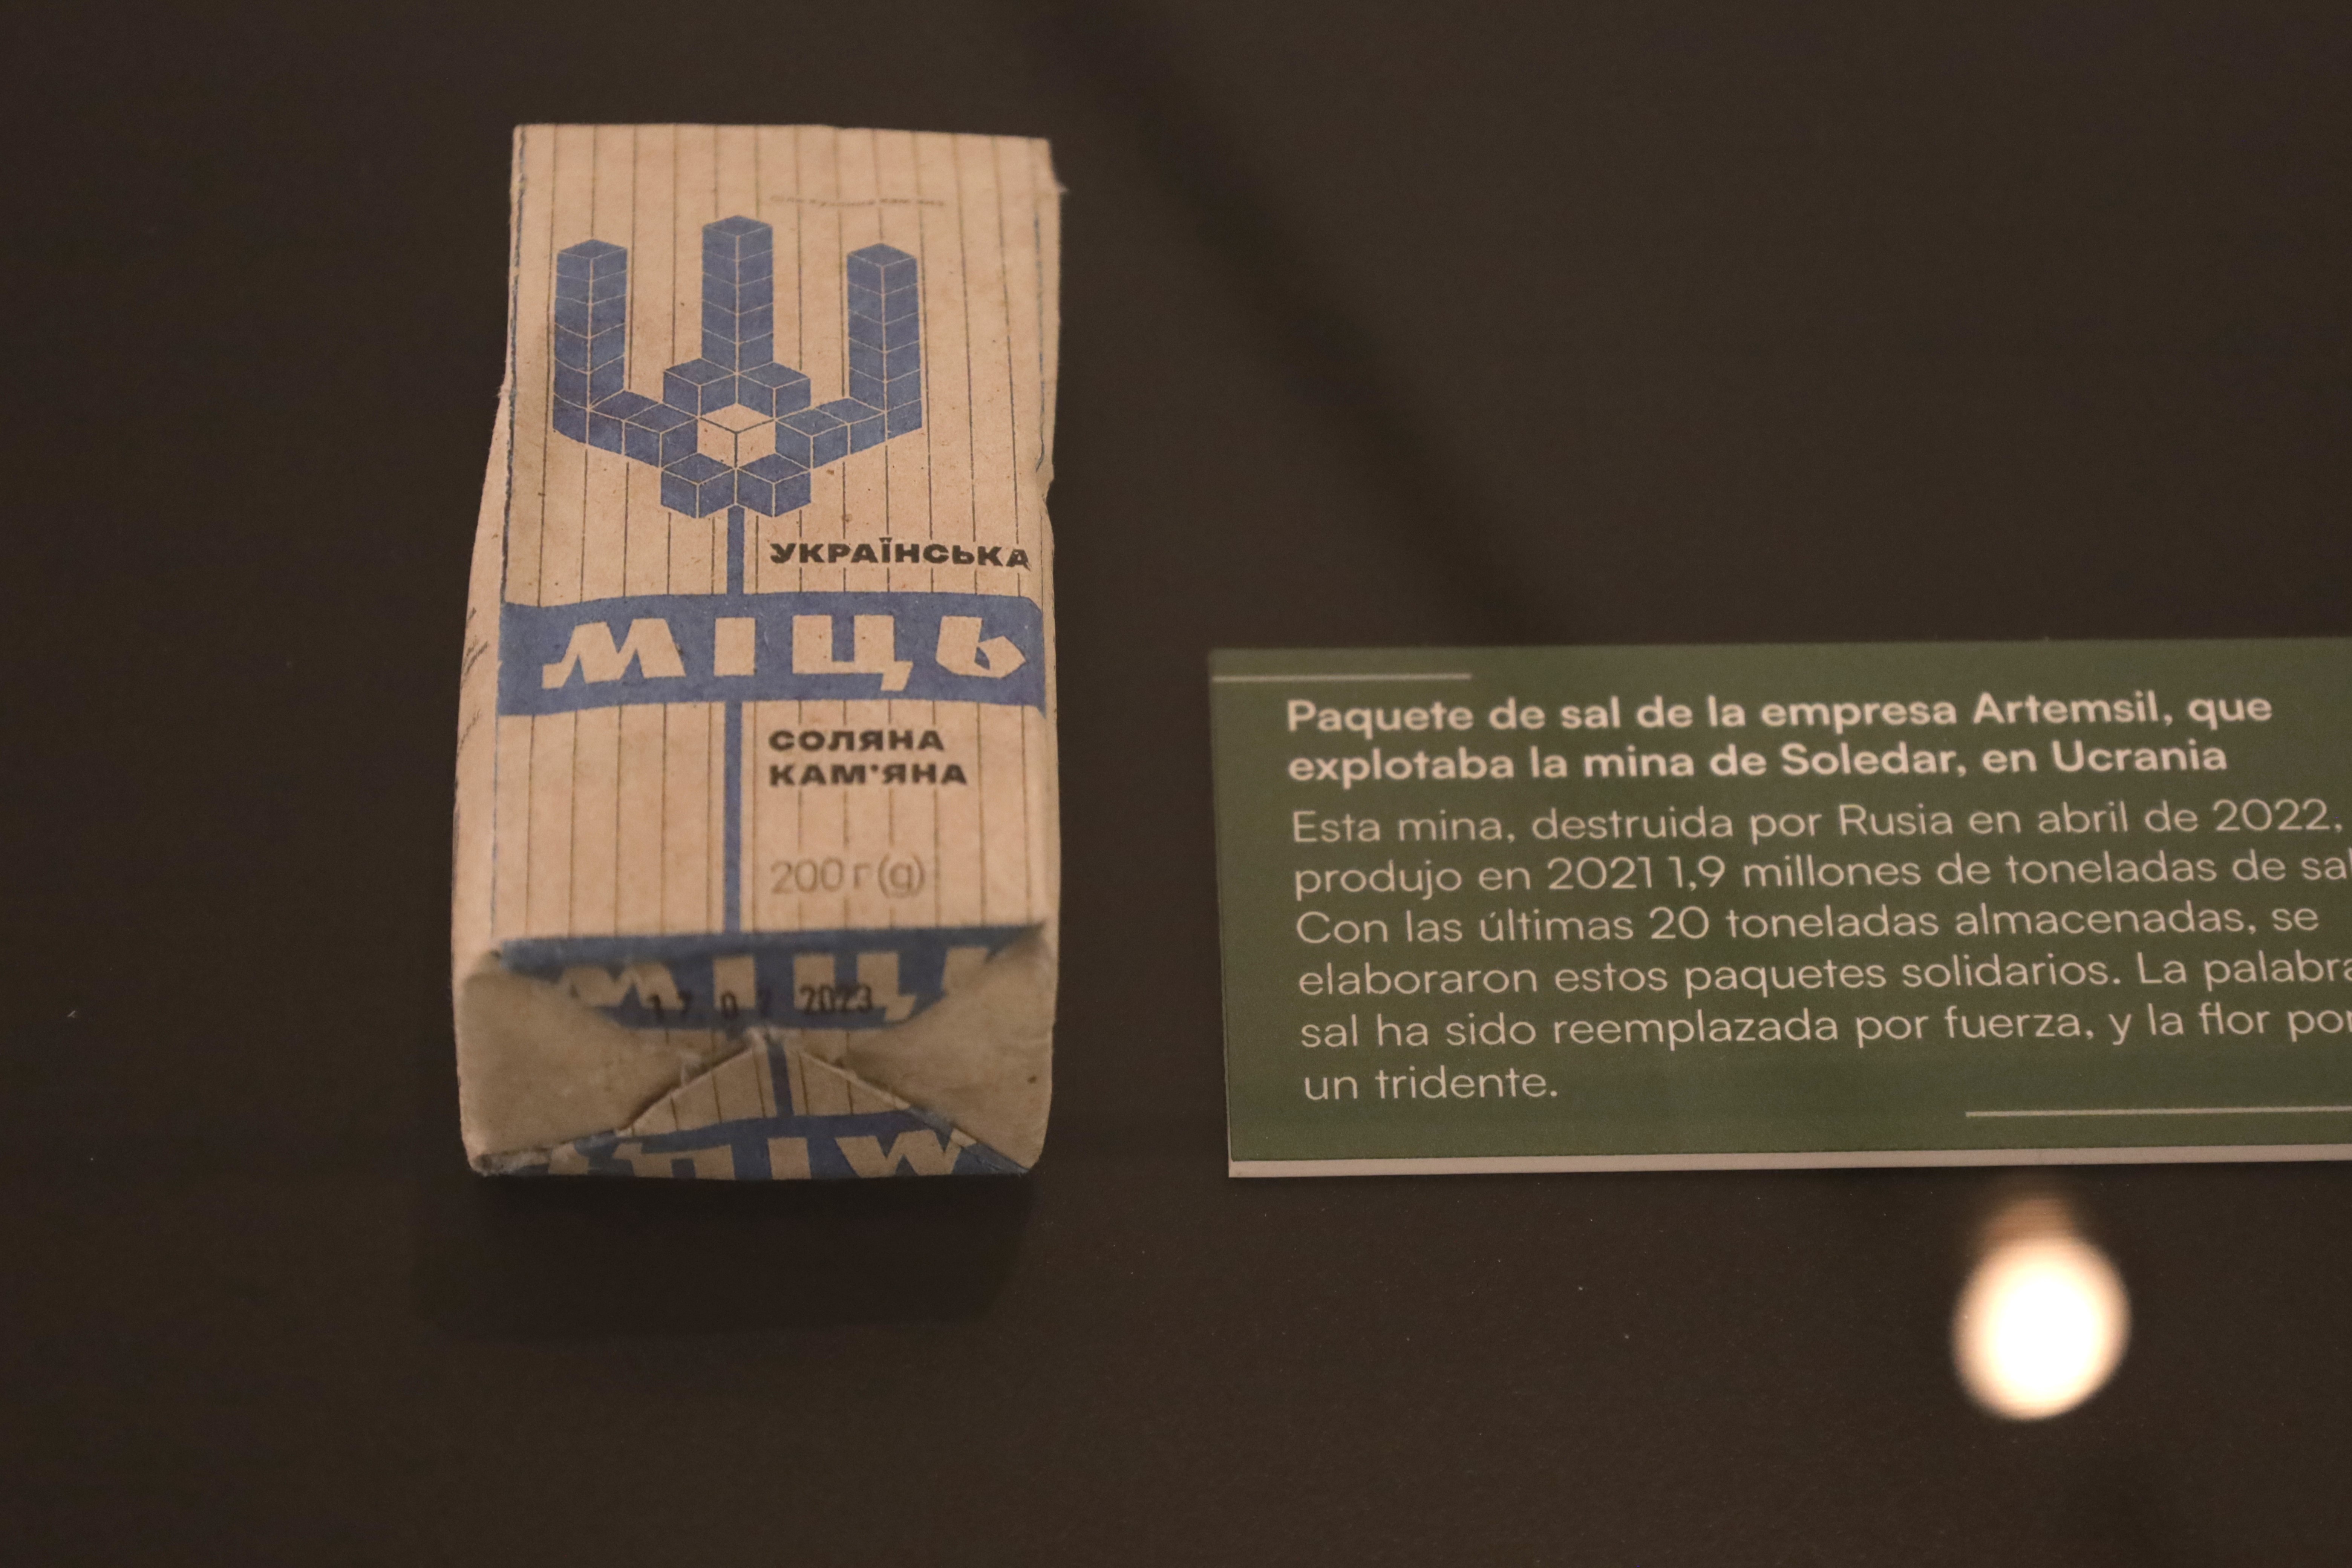 УКРАЇНСЬКА
МІЦЬ
СОЛЯНА
КАМ'ЯНА
200 г (g)
МІЦЬ
2023
Paquete de sal de la empresa Artemsil, que
explotaba la mina de Soledar, en Ucrania
Esta mina, destruida por Rusia en abril de 2022,
produjo en 2021 1,9 millones de toneladas de sal
Con las últimas 20 toneladas almacenadas, se
elaboraron estos paquetes solidarios. La palabra
sal ha sido reemplazada por fuerza, y la flor por
un tridente.